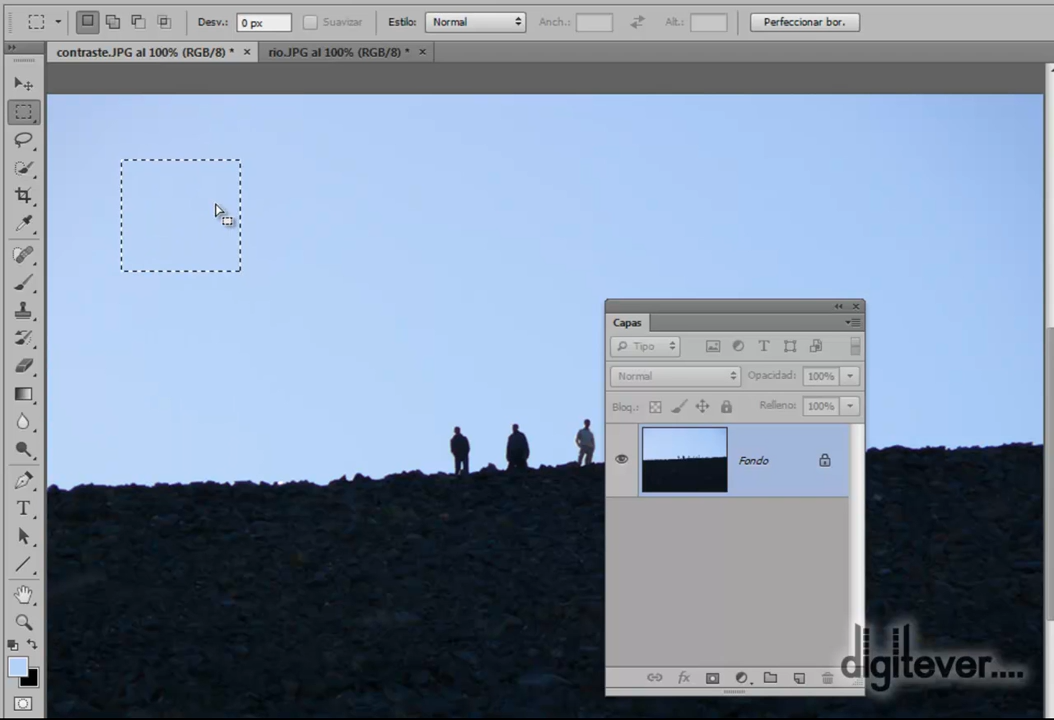 Desv.: 0 px Suavizar Estilo: Normal Anch.: Alt.: Perfeccionar bor.
contraste.JPG al 100% (RGB/8) * × rio.JPG al 100% (RGB/8) * ×
Capas
Tipo
Normal Opacidad: 100%
Bloq.: Relleno: 100%
Fondo
fx
digitever....